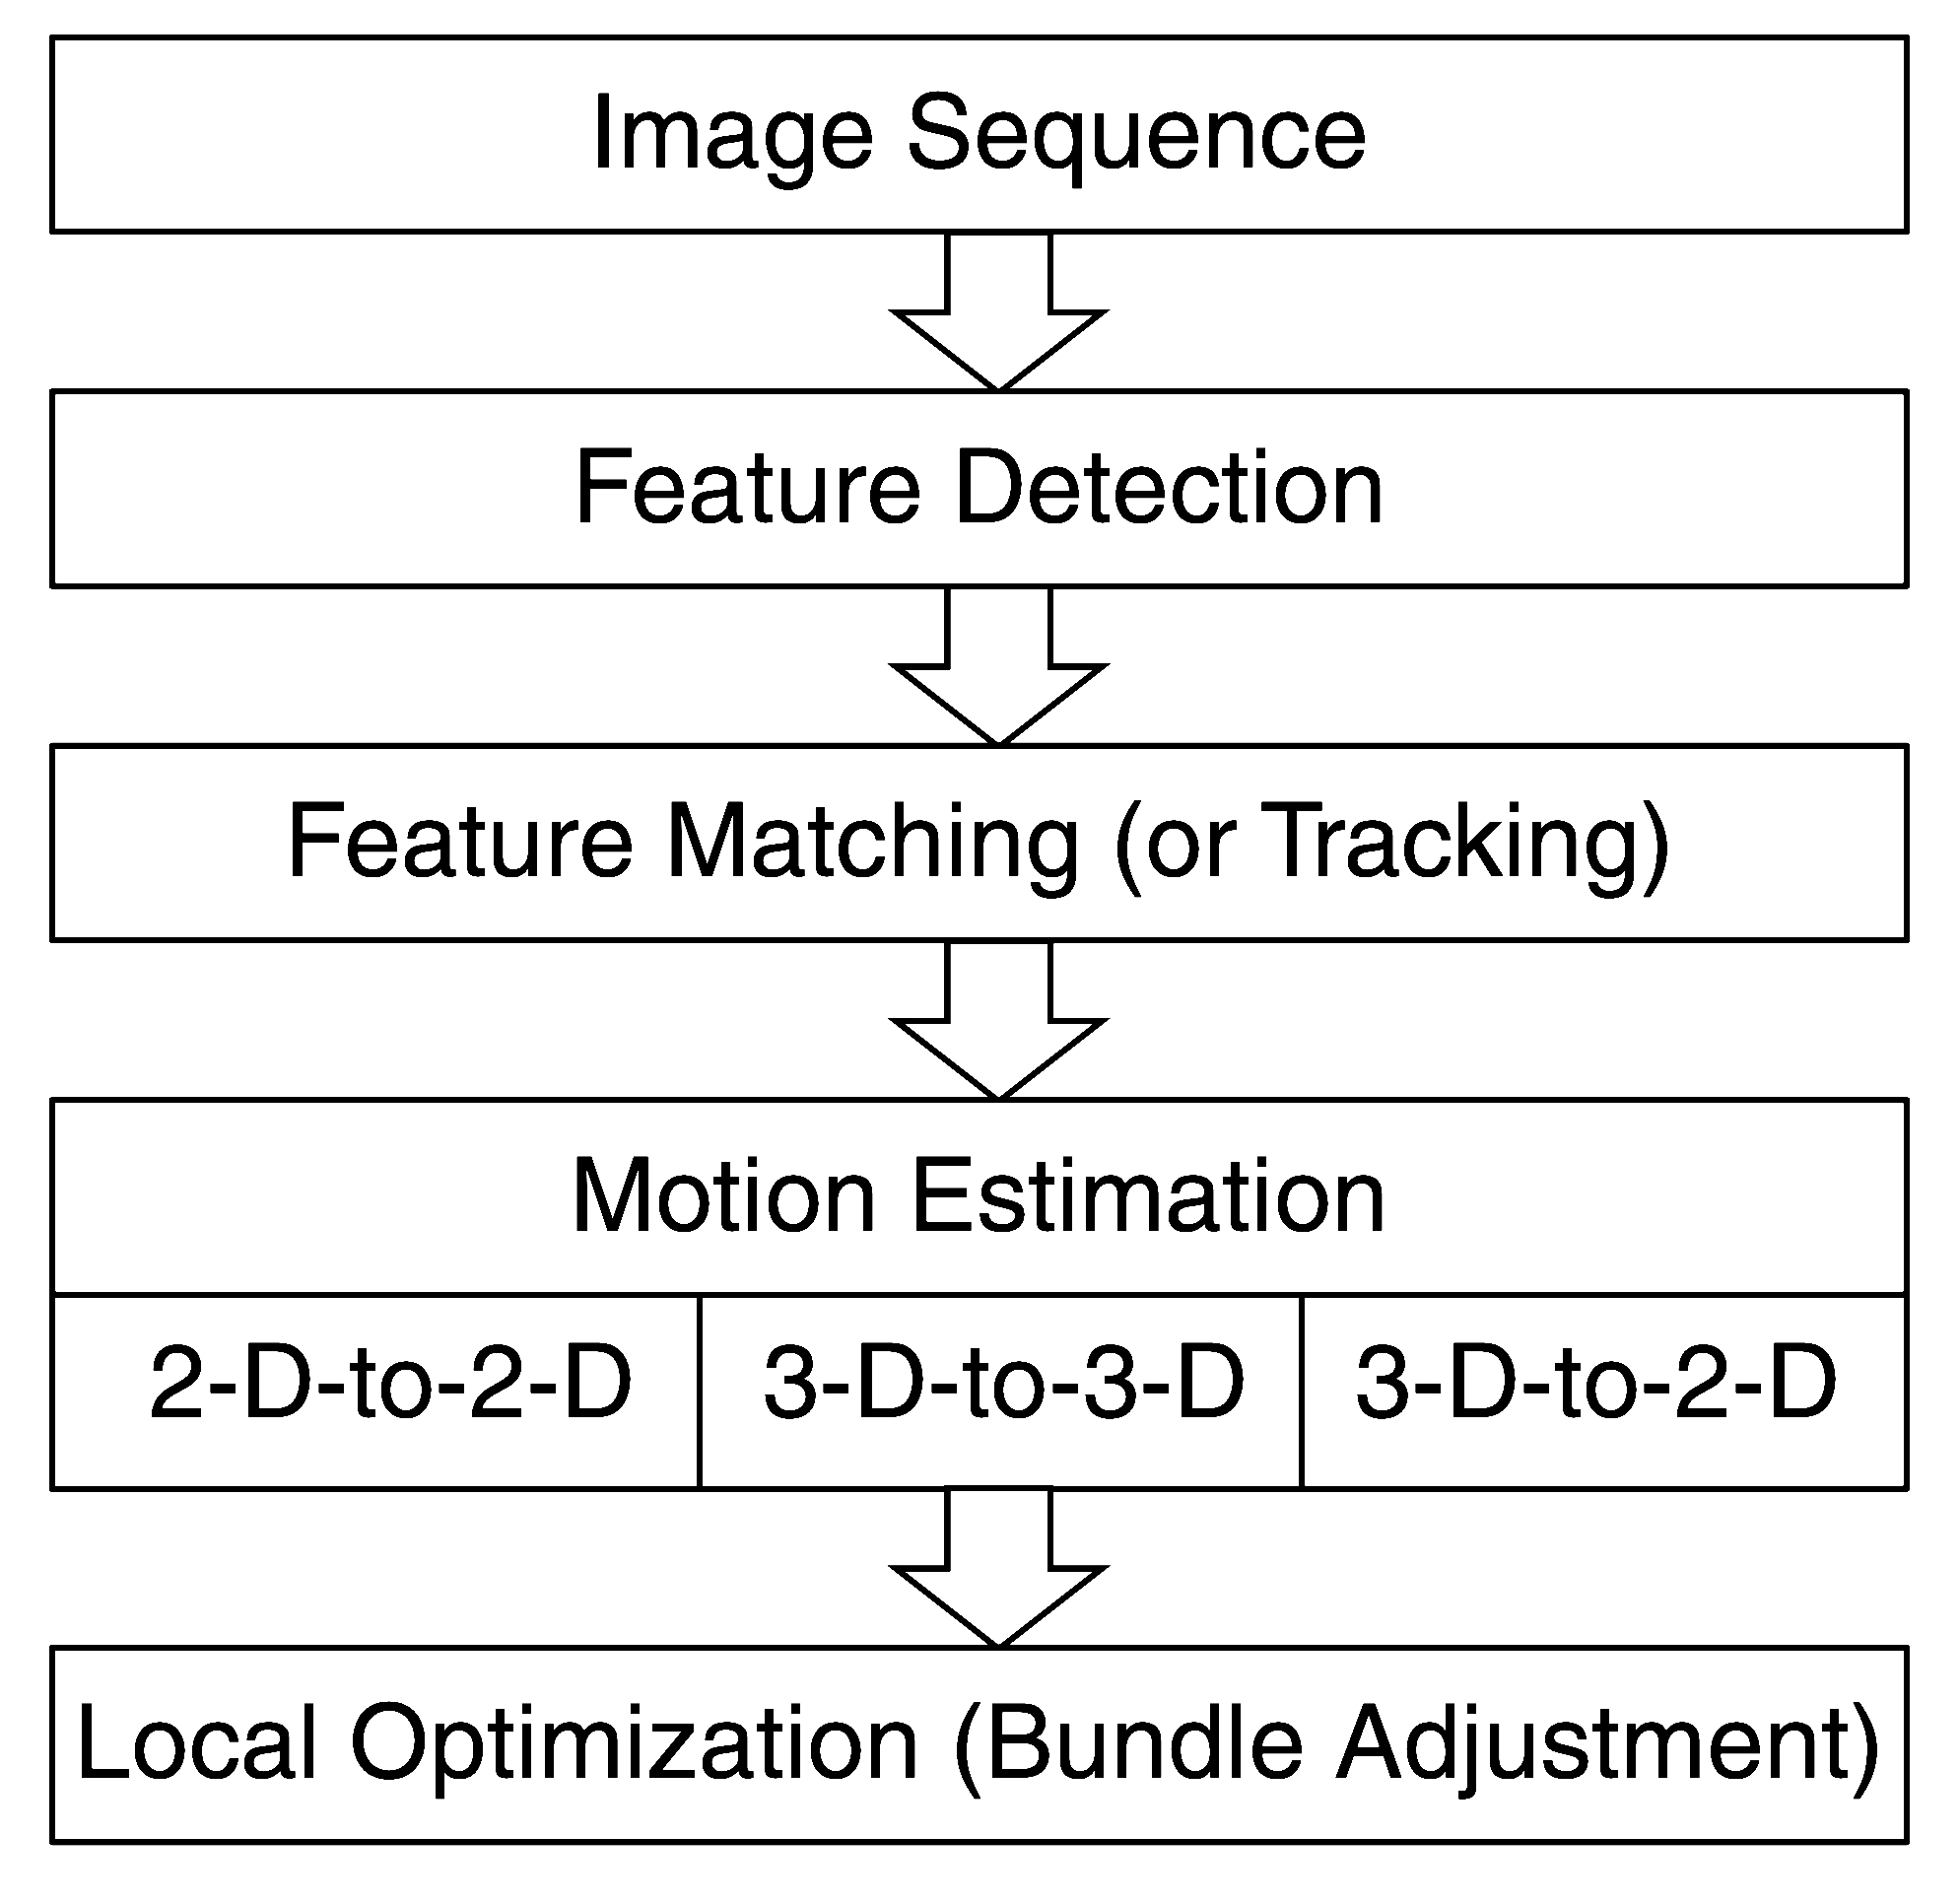 Image Sequence
Feature Detection
Feature Matching (or Tracking)
Motion Estimation
2-D-to-2-D 3-D-to-3-D 3-D-to-2-D
Local Optimization (Bundle Adjustment)